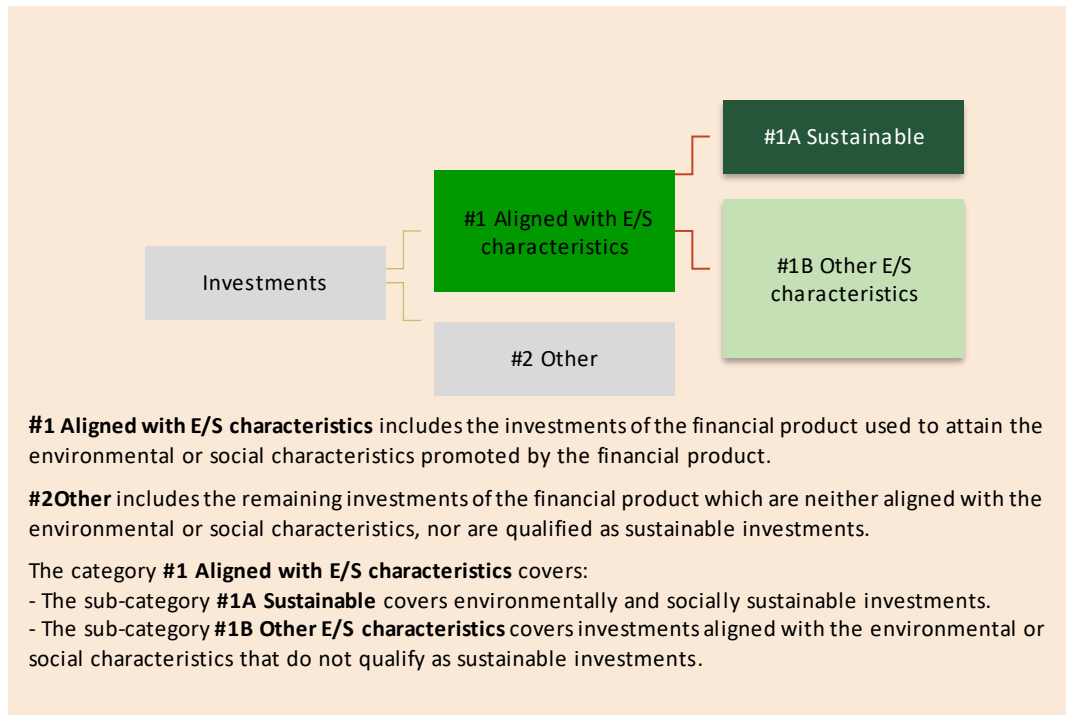 #1A Sustainable
#1 Aligned with E/S
characteristics
#1B Other E/S
characteristics
Investments
#2 Other
#1 Aligned with E/S characteristics includes the investments of the financial product used to attain the
environmental or social characteristics promoted by the financial product.
#2Other includes the remaining investments of the financial product which are neither aligned with the
environmental or social characteristics, nor are qualified as sustainable investments.
The category #1 Aligned with E/S characteristics covers:
- The sub-category #1A Sustainable covers environmentally and socially sustainable investments.
- The sub-category #1B Other E/S characteristics covers investments aligned with the environmental or
social characteristics that do not qualify as sustainable investments.